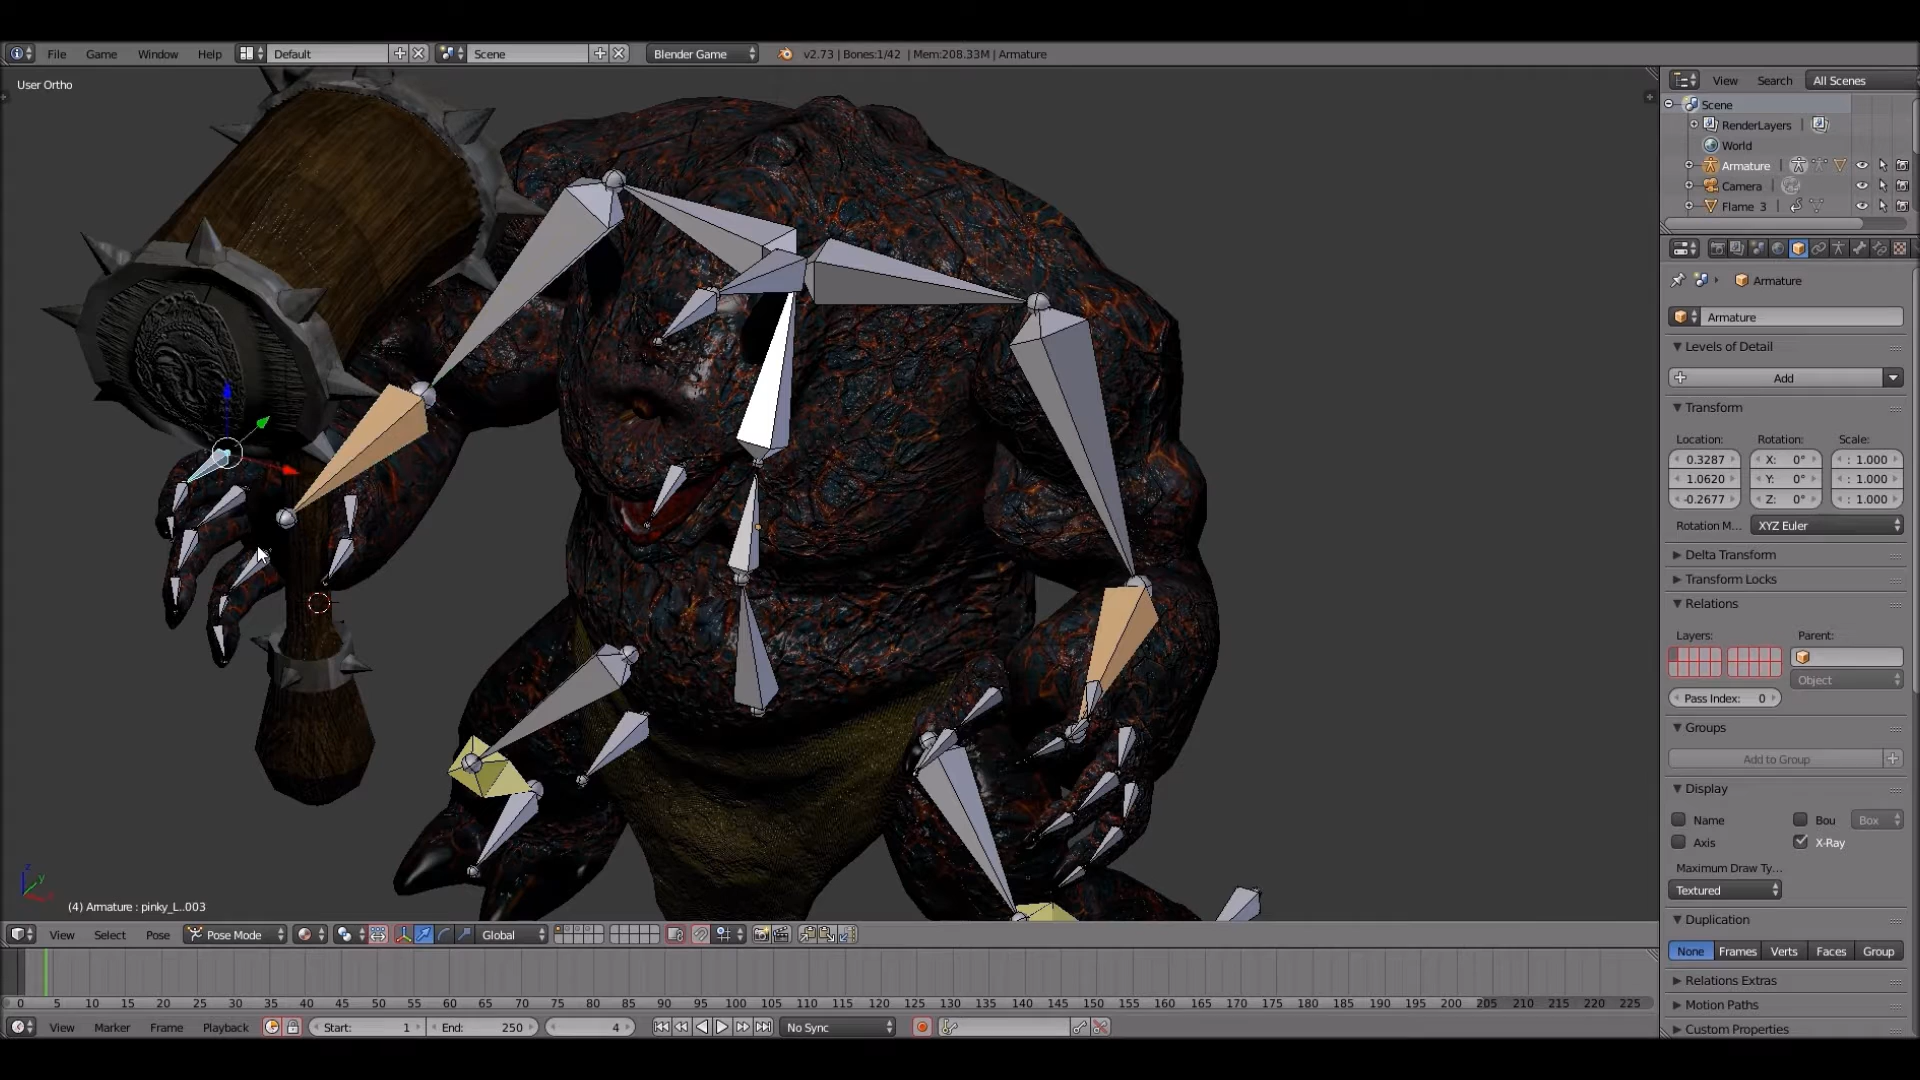 File Game Window Help Default Scene Blender Game v2.73 | Bones:1/42 | Mem:208.33M | Armature
User Ortho
View Search All Scenes
Scene
RenderLayers
World
Armature
Camera
Flame_3
Armature
Armature
Levels of Detail
Add
Transform
Location: Rotation: Scale:
0.3287 X: 0° : 1.000
1.0620 Y: 0° : 1.000
-0.2677 Z: 0° : 1.000
Rotation M... XYZ Euler
Delta Transform
Transform Locks
Relations
Layers: Parent:
Object
Pass Index: 0
Groups
Add to Group
Display
Name Bou Box
Axis X-Ray
Maximum Draw Ty...
Textured
Duplication
None Frames Verts Faces Group
Relations Extras
Motion Paths
Custom Properties
z
y
(4) Armature : pinky_L..003
View Select Pose Pose Mode Global
0 5 10 15 20 25 30 35 40 45 50 55 60 65 70 75 80 85 90 95 100 105 110 115 120 125 130 135 140 145 150 155 160 165 170 175 180 185 190 195 200 205 210 215 220 225
View Marker Frame Playback Start: 1 End: 250 4 No Sync